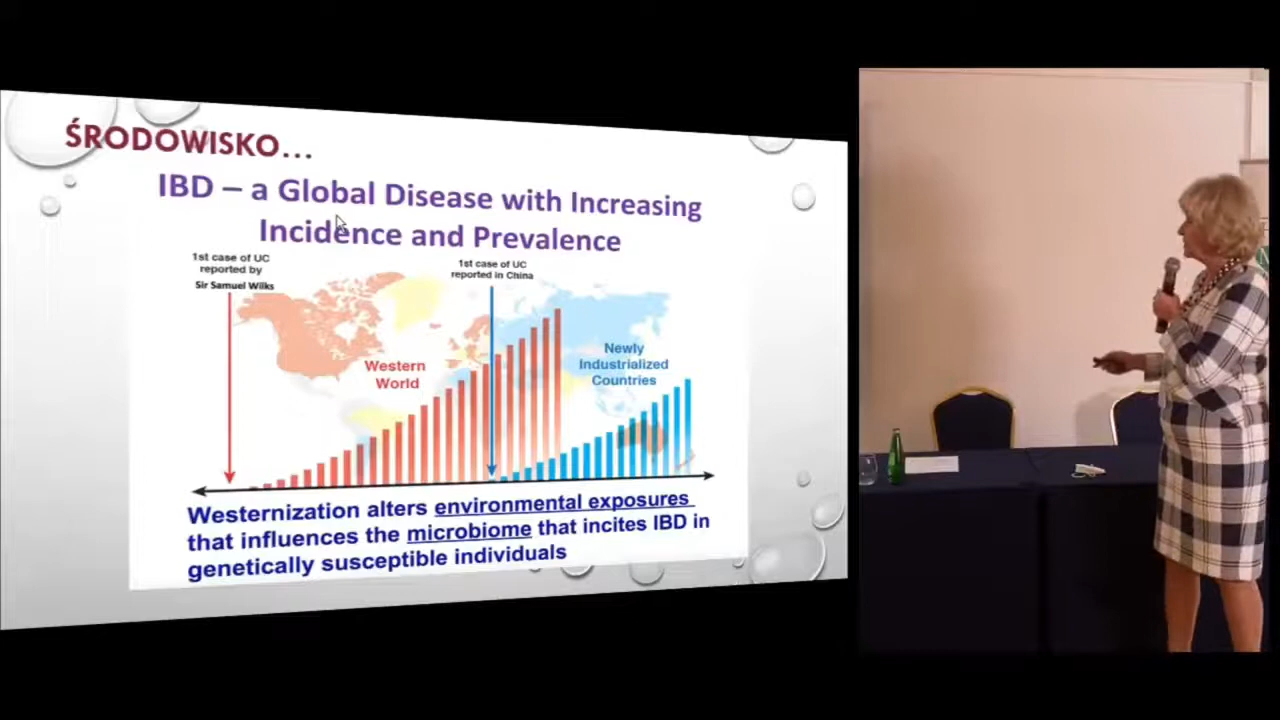 ŚRODOWISKO...
IBD – a Global Disease with Increasing
Incidence and Prevalence
1st case of UC
reported by
Sir Samuel Wilks
1st case of UC
reported in China
Western
World
Newly
Industrialized
Countries
Westernization alters environmental exposures
that influences the microbiome that incites IBD in
genetically susceptible individuals